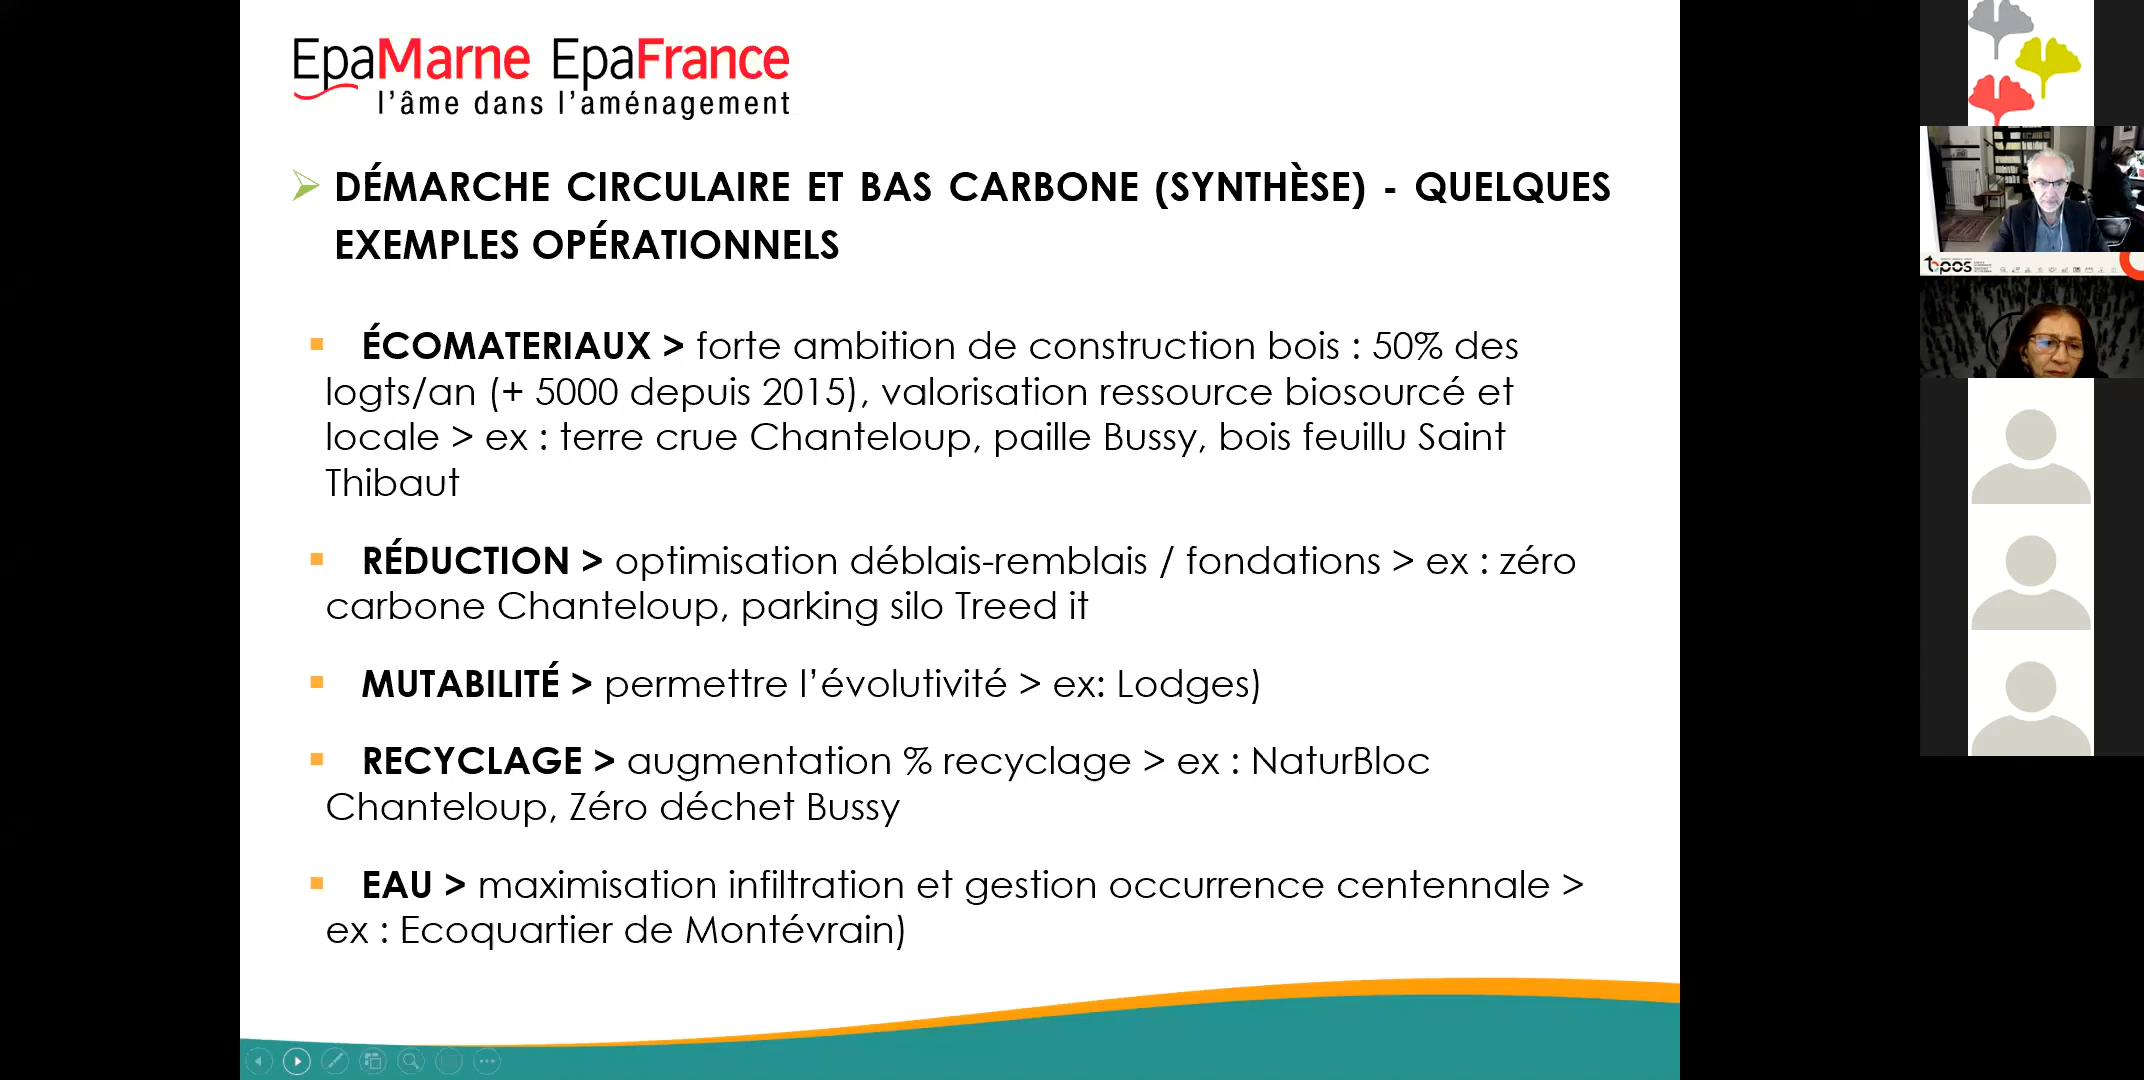 EpaMarne EpaFrance
l'âme dans l'aménagement
DÉMARCHE CIRCULAIRE ET BAS CARBONE (SYNTHÈSE) - QUELQUES
EXEMPLES OPÉRATIONNELS
ÉCOMATERIAUX > forte ambition de construction bois : 50% des
logts/an (+ 5000 depuis 2015), valorisation ressource biosourcé et
locale > ex : terre crue Chanteloup, paille Bussy, bois feuillu Saint
Thibaut
RÉDUCTION > optimisation déblais-remblais / fondations > ex : zéro
carbone Chanteloup, parking silo Treed it
MUTABILITÉ > permettre l'évolutivité > ex: Lodges)
RECYCLAGE > augmentation % recyclage > ex : NaturBloc
Chanteloup, Zéro déchet Bussy
EAU > maximisation infiltration et gestion occurrence centennale >
ex : Ecoquartier de Montévrain)
topos